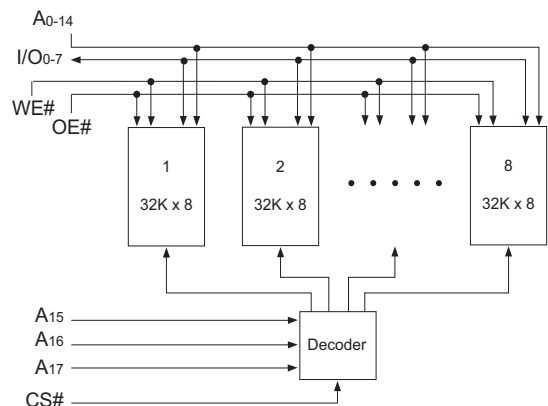 A0-14
I/O0-7
WE#
OE#
1
32K x 8
2
32K x 8
8
32K x 8
A15
A16
A17
CS#
Decoder